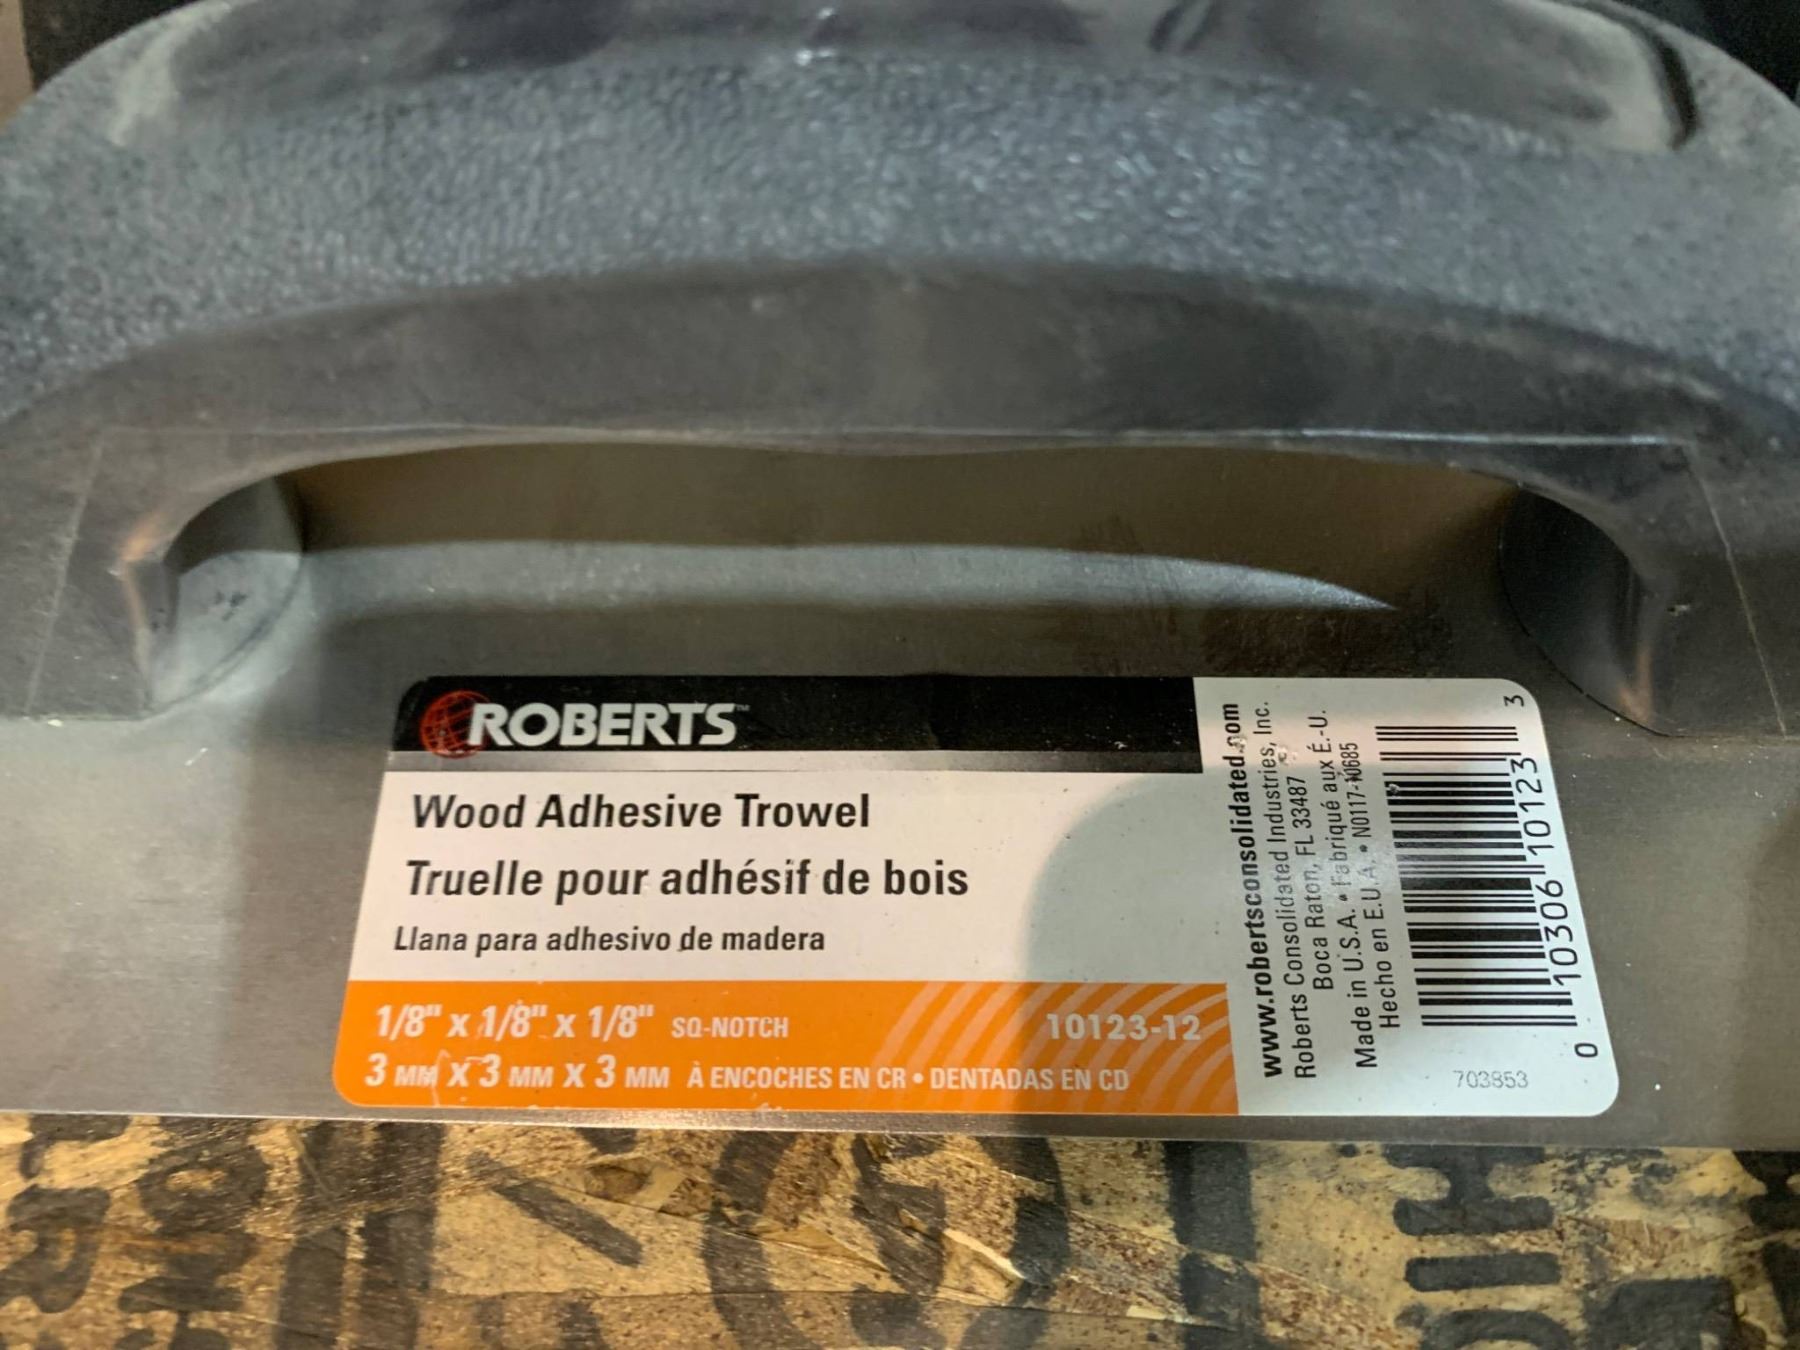 ROBERTS™
Wood Adhesive Trowel
Truelle pour adhésif de bois
Llana para adhesivo de madera
1/8" x 1/8" x 1/8" SQ-NOTCH
10123-12
3 MM X 3 MM X 3 MM À ENCOCHES EN CR • DENTADAS EN CD
www.robertsconsolidated.com
Roberts Consolidated Industries, Inc.
Boca Raton, FL 33487
Made in U.S.A. • Fabriqué aux É.-U.
Hecho en E.U.A. • N0117-10685
0 10306 10123 3
703853